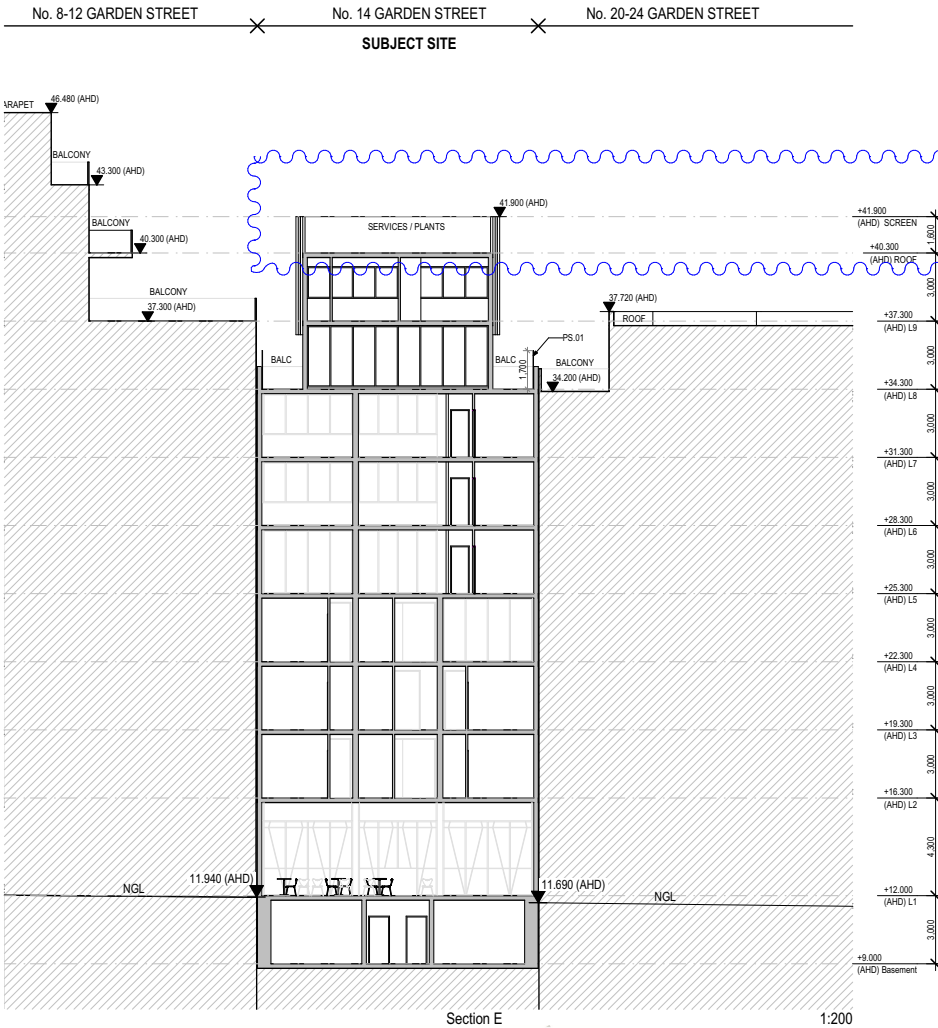 No. 8-12 GARDEN STREET
No. 14 GARDEN STREET
No. 20-24 GARDEN STREET
SUBJECT SITE
ARAPET
46.480 (AHD)
BALCONY
43.300 (AHD)
BALCONY
40.300 (AHD)
BALCONY
37.300 (AHD)
41.900 (AHD)
SERVICES / PLANTS
37.720 (AHD)
ROOF
PS.01
BALC
BALC
1,700
BALCONY
34.200 (AHD)
+41.900
(AHD) SCREEN
1,600
+40.300
(AHD) ROOF
3,000
+37.300
(AHD) L9
3,000
+34.300
(AHD) L8
3,000
+31.300
(AHD) L7
3,000
+28.300
(AHD) L6
3,000
+25.300
(AHD) L5
3,000
+22.300
(AHD) L4
3,000
+19.300
(AHD) L3
3,000
+16.300
(AHD) L2
4,300
+12.000
(AHD) L1
3,000
+9.000
(AHD) Basement
NGL
11.940 (AHD)
11.690 (AHD)
NGL
Section E
1:200